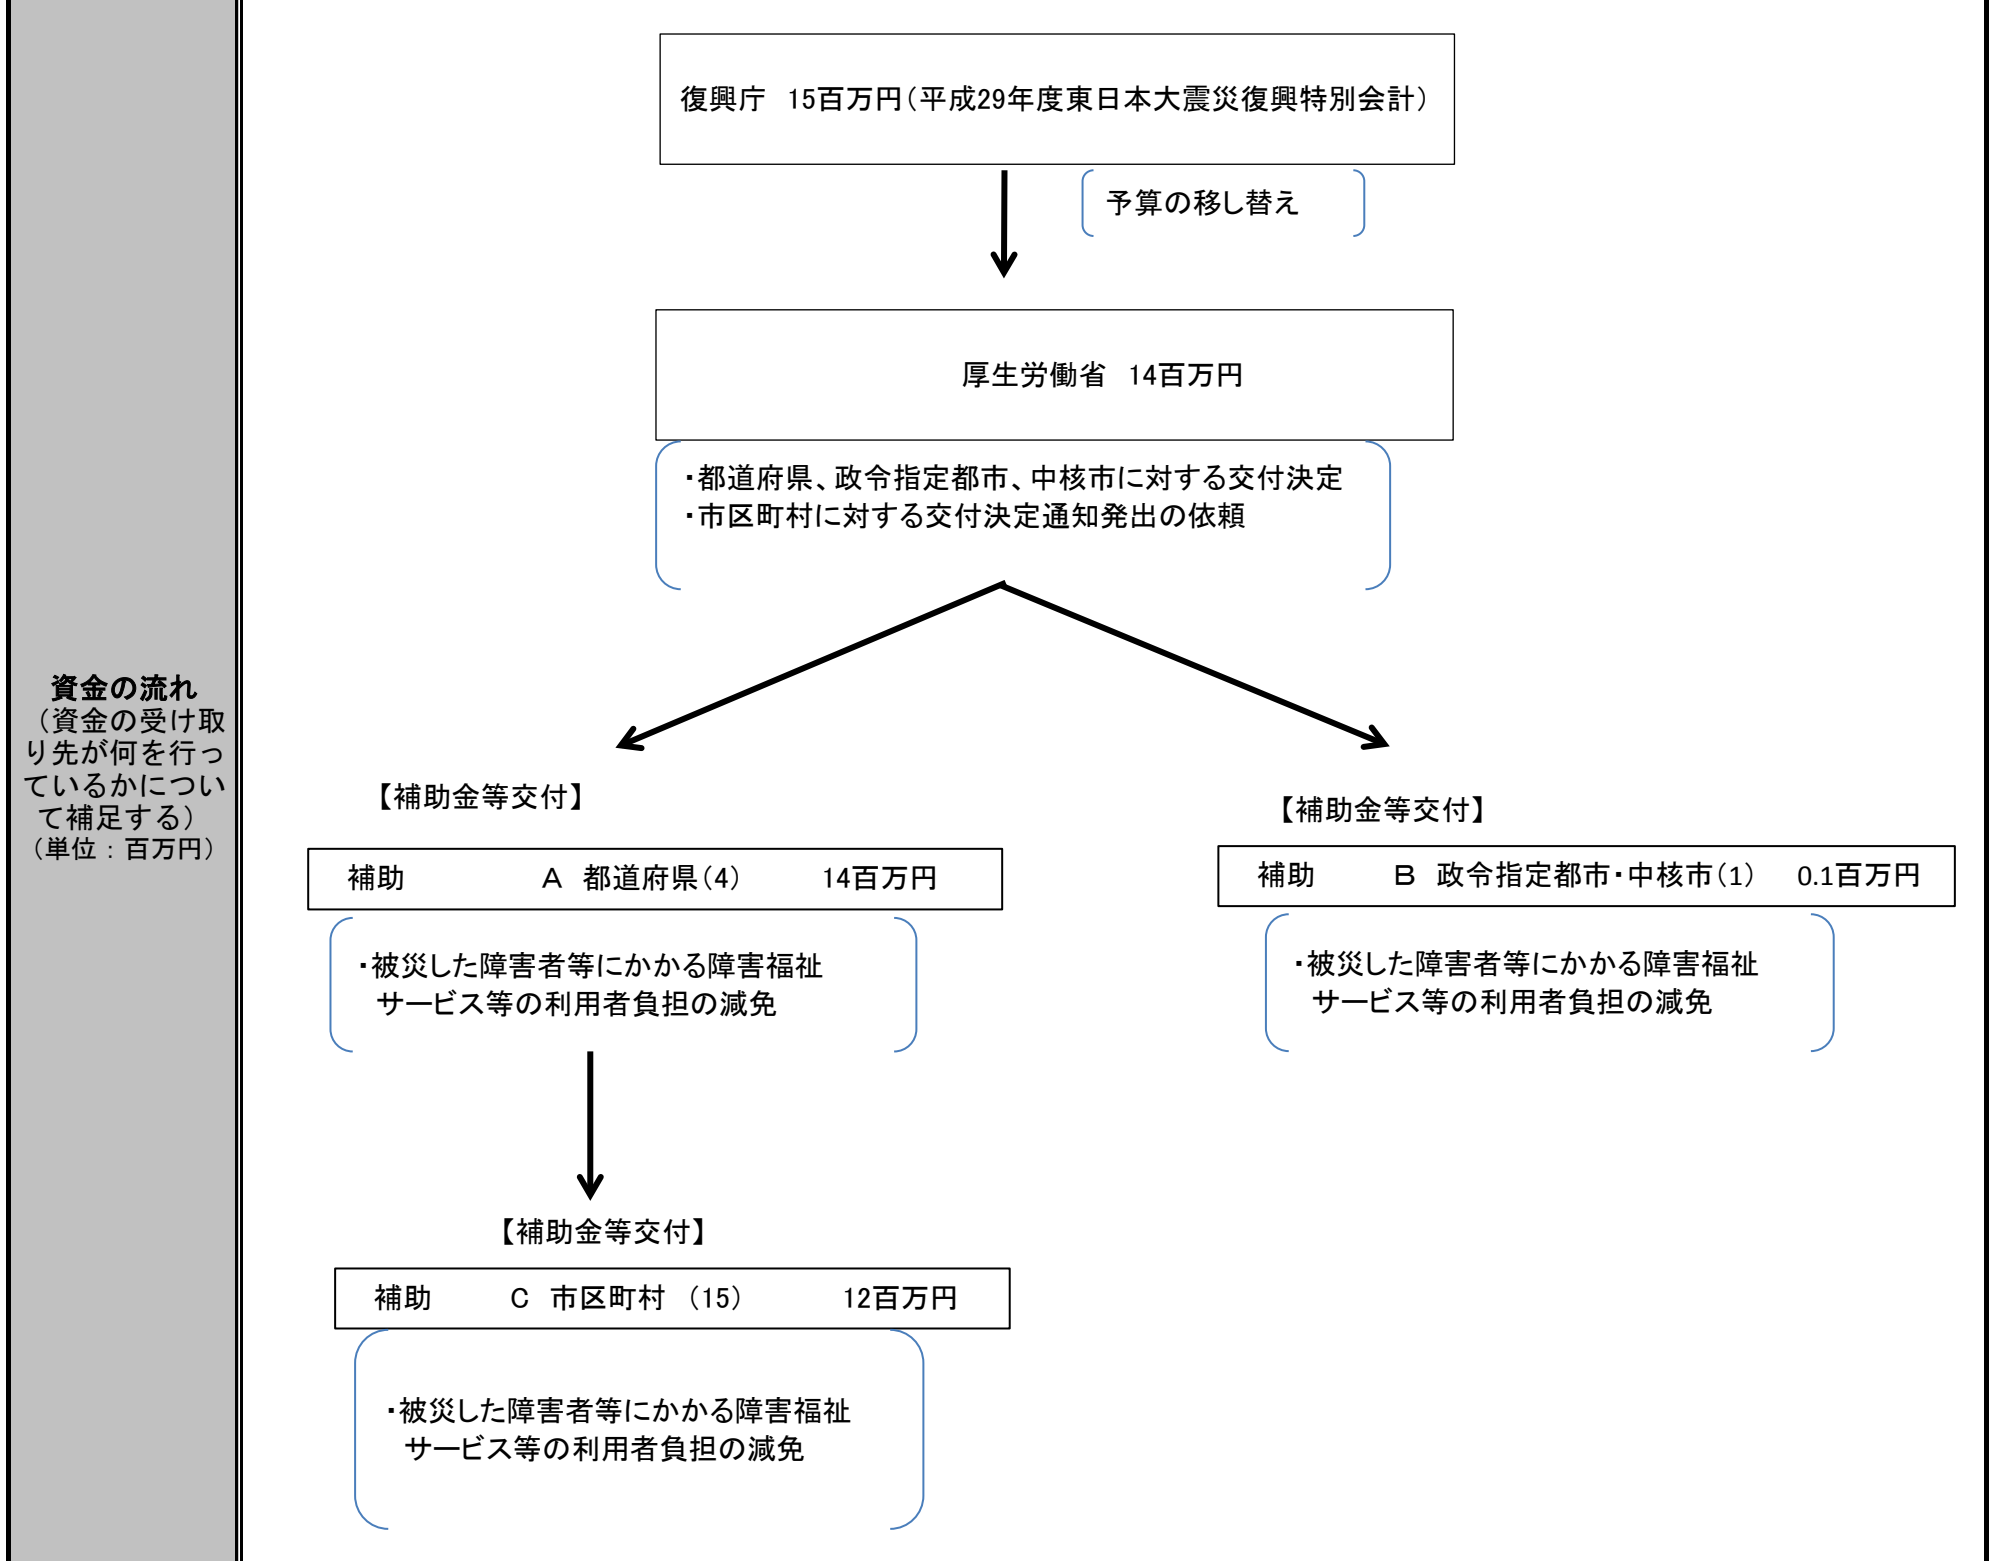 資金の流れ
（資金の受け取
り先が何を行っ
ているかについ
て補足する）
（単位：百万円）
復興庁　15百万円（平成29年度東日本大震災復興特別会計）
予算の移し替え
厚生労働省　14百万円
・都道府県、政令指定都市、中核市に対する交付決定
・市区町村に対する交付決定通知発出の依頼
【補助金等交付】
補助　A　都道府県（4）　14百万円
・被災した障害者等にかかる障害福祉
サービス等の利用者負担の減免
【補助金等交付】
補助　B　政令指定都市・中核市（1）　0.1百万円
・被災した障害者等にかかる障害福祉
サービス等の利用者負担の減免
【補助金等交付】
補助　C　市区町村　（15）　12百万円
・被災した障害者等にかかる障害福祉
サービス等の利用者負担の減免